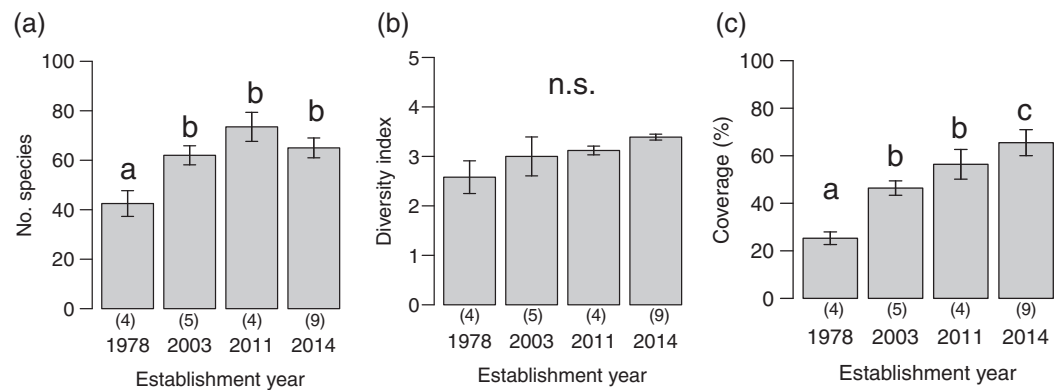 (a)
No. species
100
80
60
40
20
0
a
b
b
b
(4) (5) (4) (9)
1978 2003 2011 2014
Establishment year
(b)
Diversity index
5
4
3
2
1
0
n.s.
(4) (5) (4) (9)
1978 2003 2011 2014
Establishment year
(c)
Coverage (%)
100
80
60
40
20
0
a
b
b
c
(4) (5) (4) (9)
1978 2003 2011 2014
Establishment year